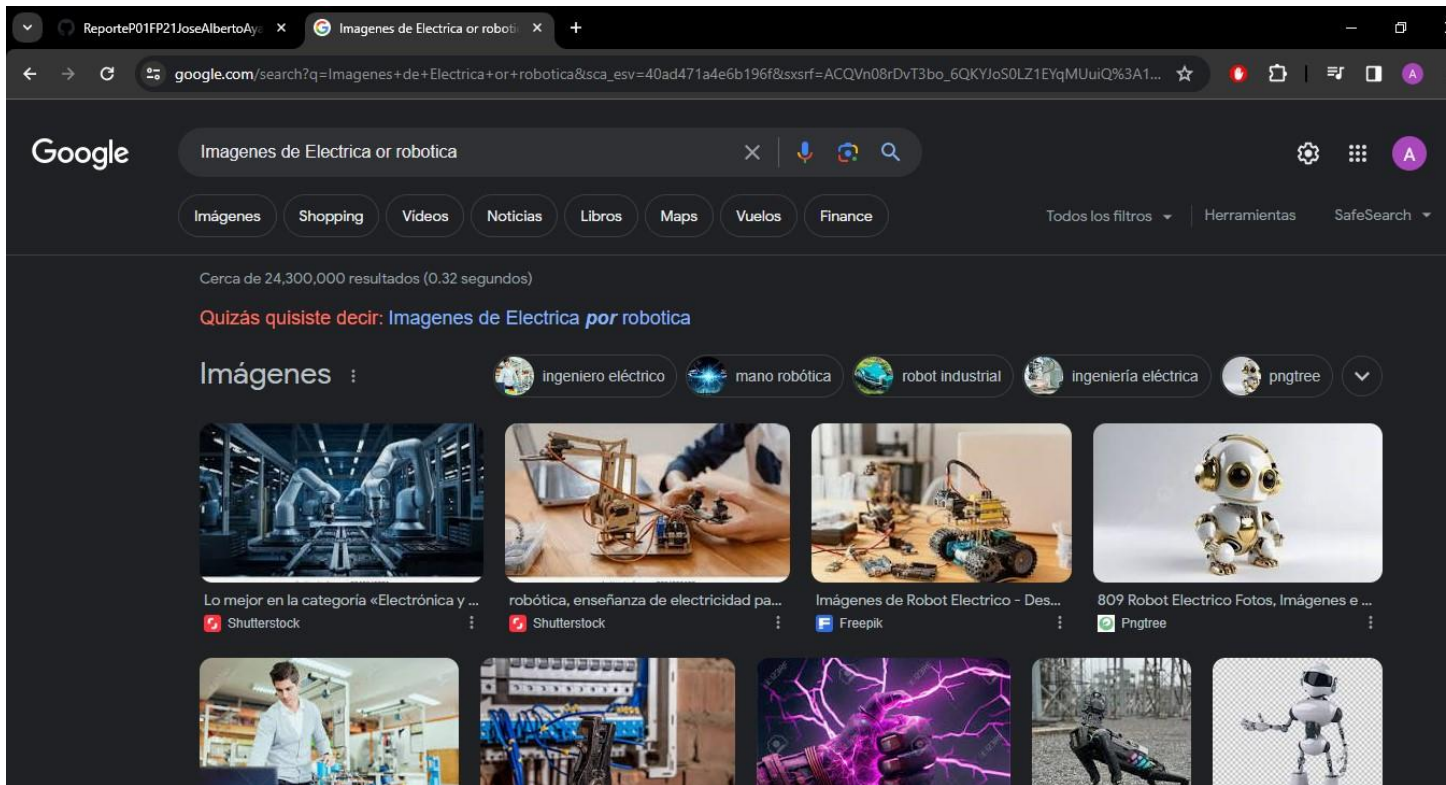 ReporteP01FP21JoseAlbertoAya
Imagenes de Electrica or roboti
google.com/search?q=Imagenes+de+Electrica+or+robotica&sca_esv=40ad471a4e6b196f&sxsrf=ACQVn08rDvT3bo_6QKYJoS0LZ1EYqMUuiQ%3A1...
A
Google
Imagenes de Electrica or robotica
A
Imágenes
Shopping
Videos
Noticias
Libros
Maps
Vuelos
Finance
Todos los filtros
Herramientas
SafeSearch
Cerca de 24,300,000 resultados (0.32 segundos)
Quizás quisiste decir: Imagenes de Electrica por robotica
Imágenes
ingeniero eléctrico
mano robótica
robot industrial
ingeniería eléctrica
pngtree
Lo mejor en la categoría «Electrónica y ...
Shutterstock
robótica, enseñanza de electricidad pa...
Shutterstock
Imágenes de Robot Electrico - Des...
Freepik
809 Robot Electrico Fotos, Imágenes e ...
Pngtree